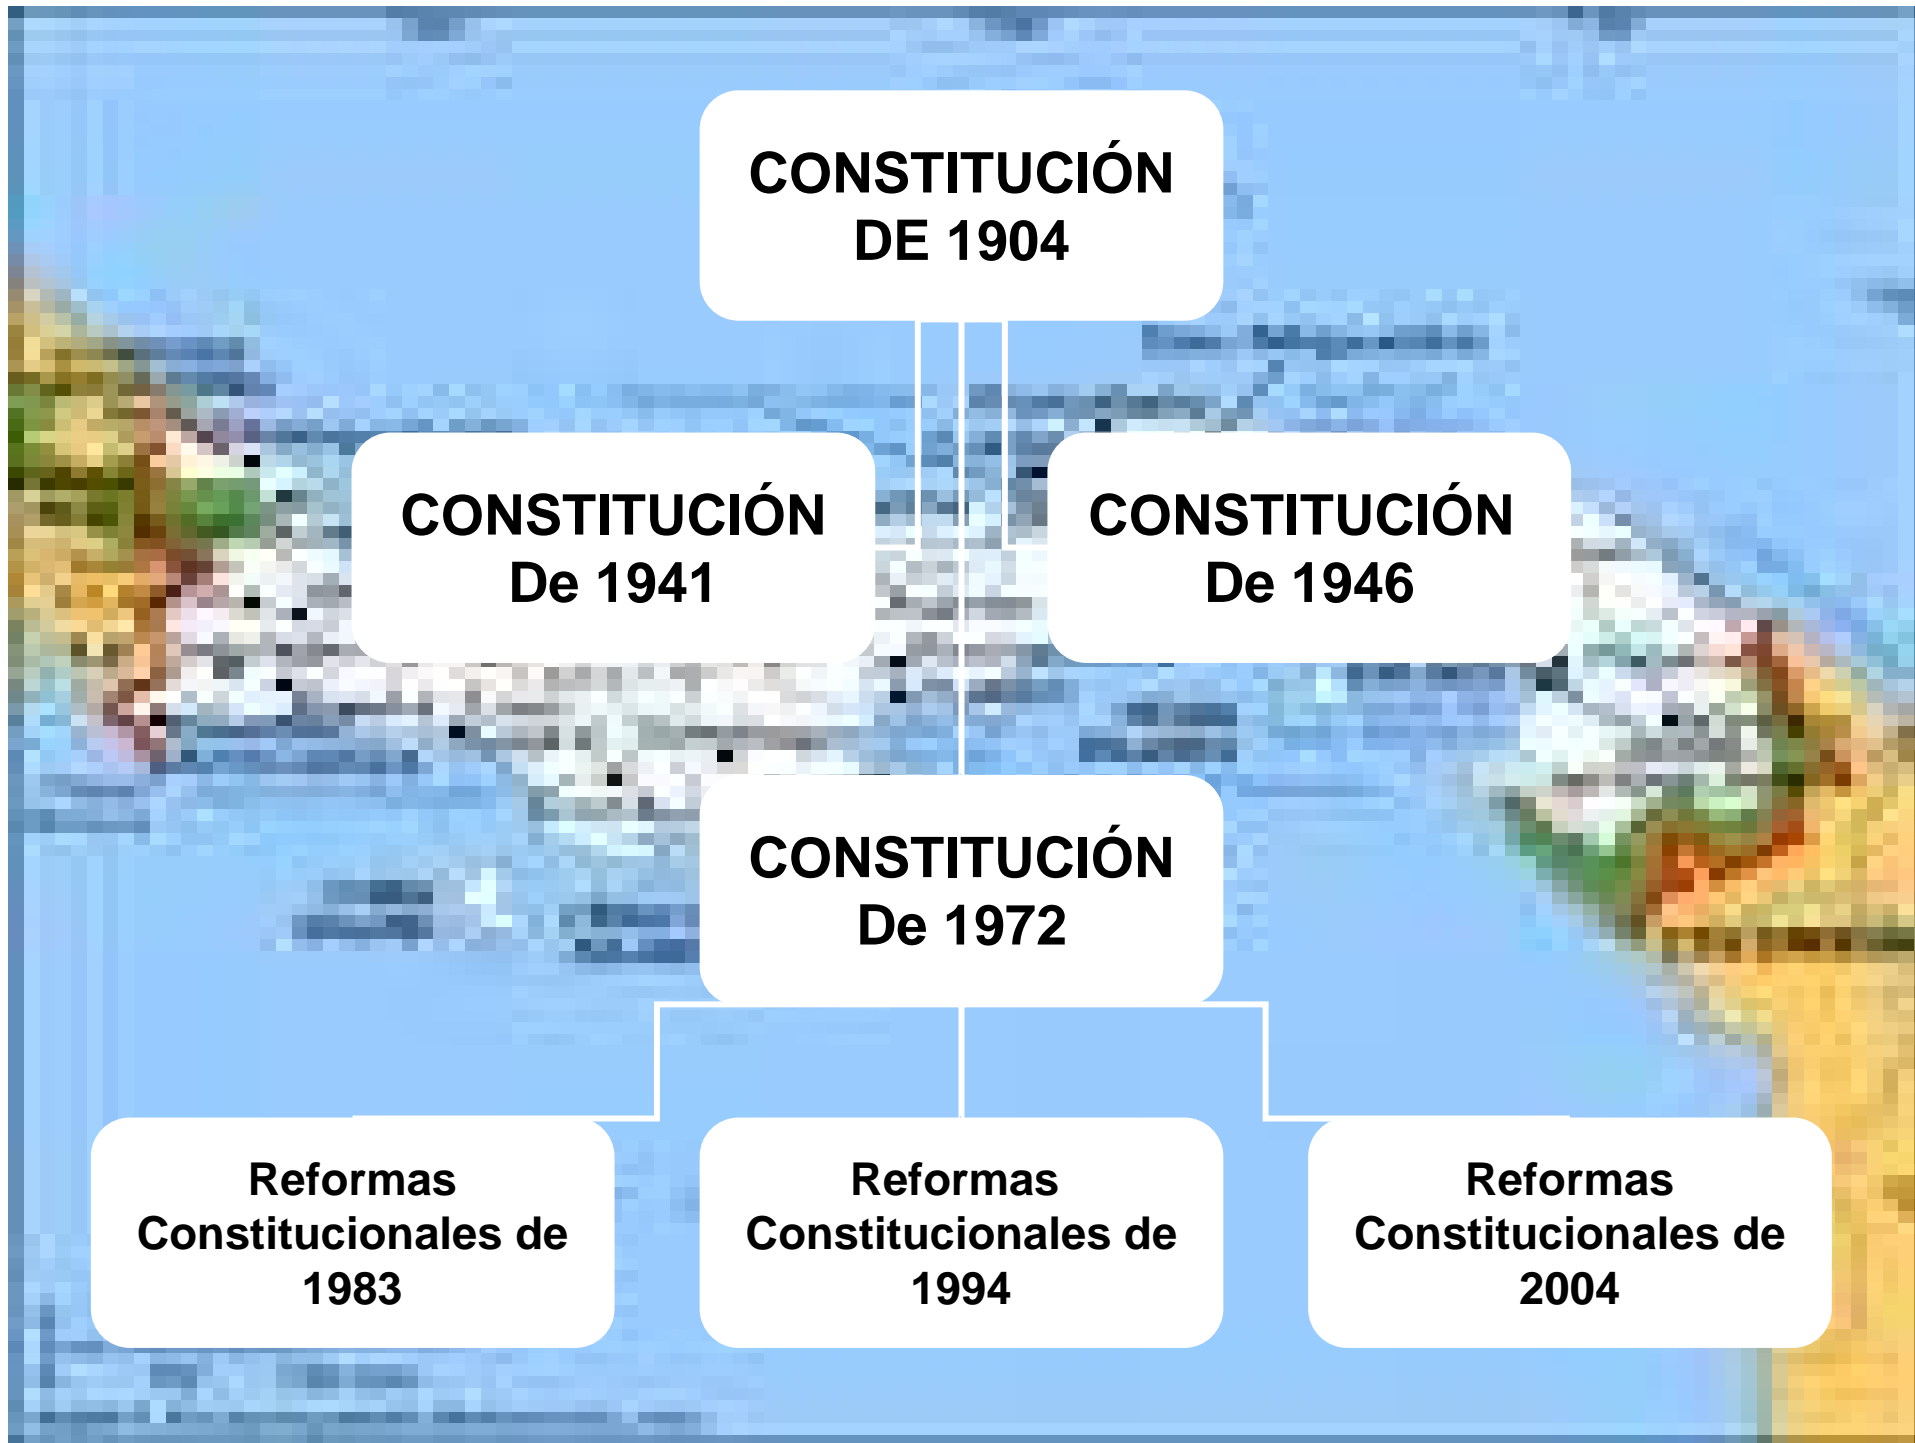 CONSTITUCIÓN
DE 1904
CONSTITUCIÓN
De 1941
CONSTITUCIÓN
De 1946
CONSTITUCIÓN
De 1972
Reformas
Constitucionales de
1983
Reformas
Constitucionales de
1994
Reformas
Constitucionales de
2004